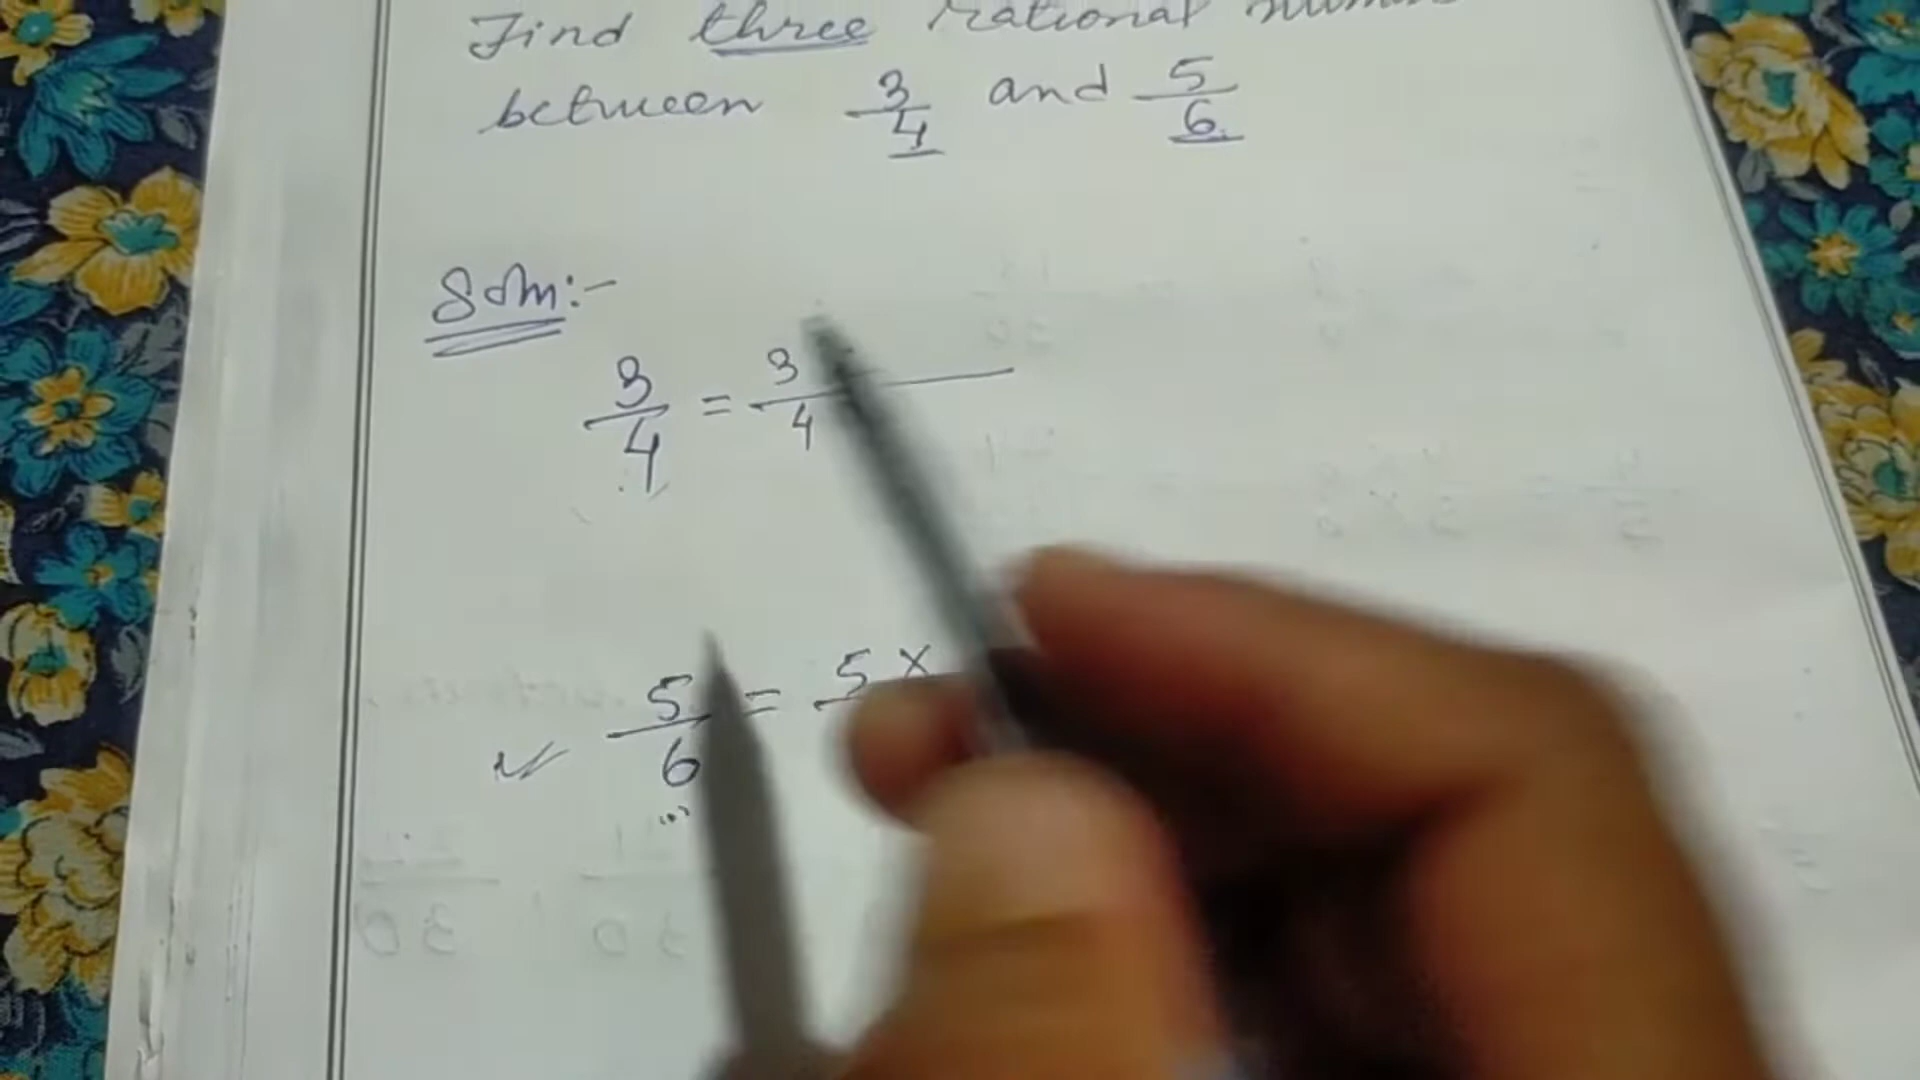 Find three rational
between 3/4 and 5/6
Soln:-
3/4 = 3/4
5/6 = 5 ×